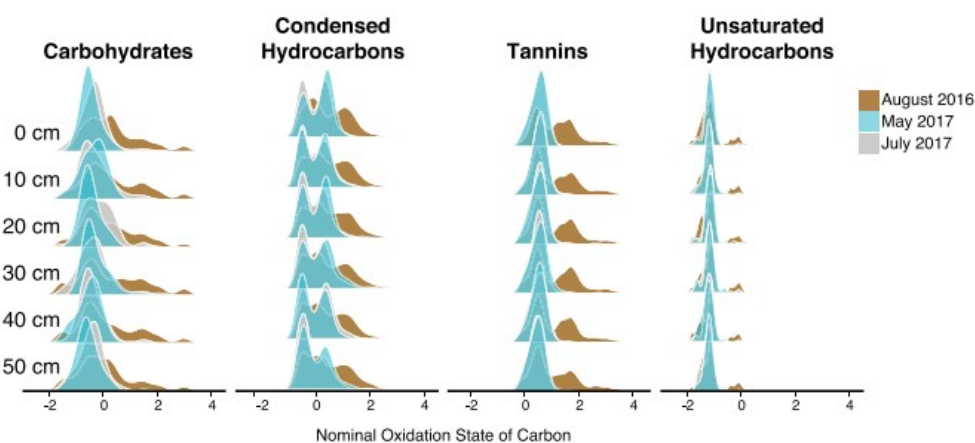 Carbohydrates
Condensed
Hydrocarbons
Tannins
Unsaturated
Hydrocarbons
August 2016
May 2017
July 2017
0 cm
10 cm
20 cm
30 cm
40 cm
50 cm
-2 0 2 4
-2 0 2 4
-2 0 2 4
-2 0 2 4
Nominal Oxidation State of Carbon